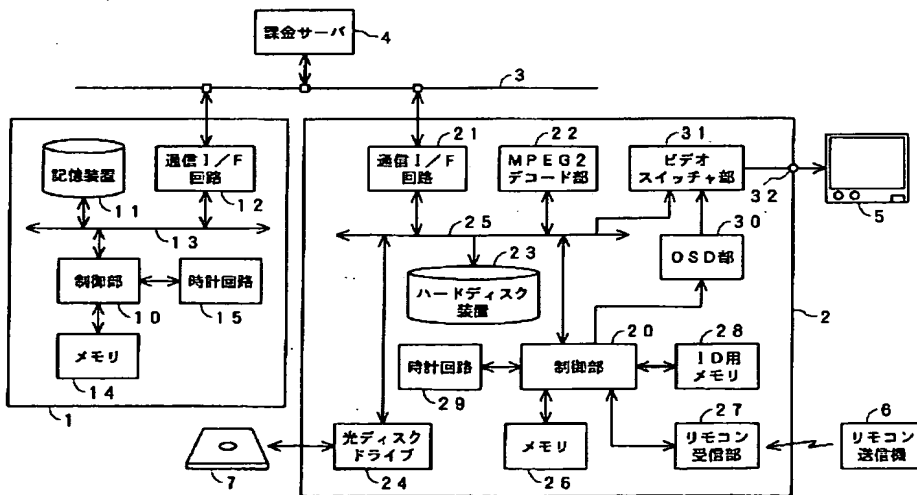 課金サーバ
4
3
記憶装置
11
通信I/F
回路
12
13
制御部
10
時計回路
15
メモリ
14
1
通信I/F
回路
21
MPEG2
デコード部
22
ビデオ
スイッチャ部
31
32
5
25
23
ハードディスク
装置
OSD部
30
2
時計回路
29
制御部
20
ID用
メモリ
28
光ディスク
ドライブ
24
7
メモリ
26
リモコン
受信部
27
リモコン
送信機
6